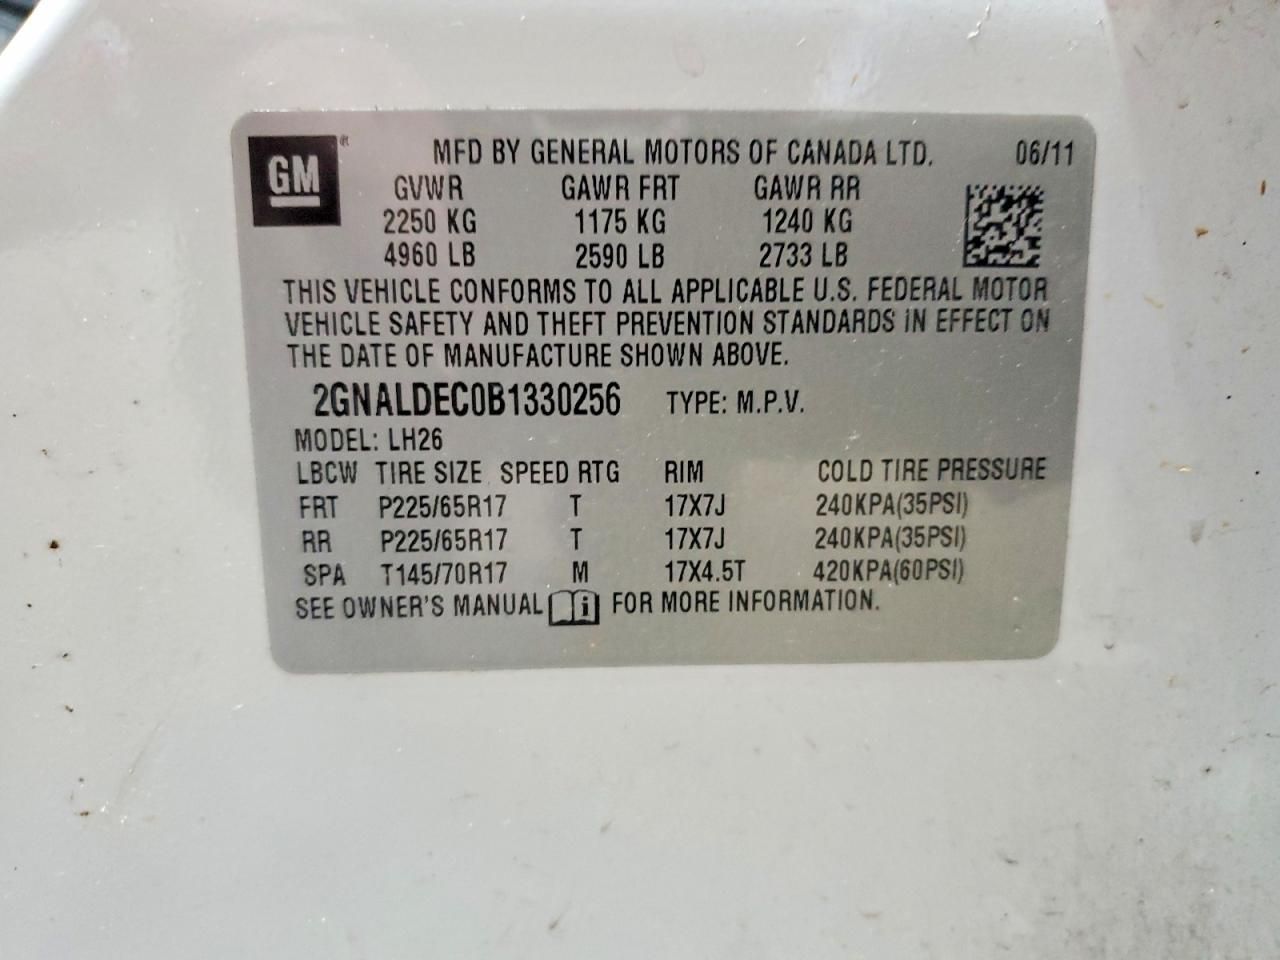 GM ® MFD BY GENERAL MOTORS OF CANADA LTD. 06/11
GVWR GAWR FRT GAWR RR
2250 KG 1175 KG 1240 KG
4960 LB 2590 LB 2733 LB
THIS VEHICLE CONFORMS TO ALL APPLICABLE U.S. FEDERAL MOTOR
VEHICLE SAFETY AND THEFT PREVENTION STANDARDS IN EFFECT ON
THE DATE OF MANUFACTURE SHOWN ABOVE.
2GNALDEC0B1330256 TYPE: M.P.V.
MODEL: LH26
LBCW TIRE SIZE SPEED RTG RIM COLD TIRE PRESSURE
FRT P225/65R17 T 17X7J 240KPA(35PSI)
RR P225/65R17 T 17X7J 240KPA(35PSI)
SPA T145/70R17 M 17X4.5T 420KPA(60PSI)
SEE OWNER'S MANUAL i FOR MORE INFORMATION.